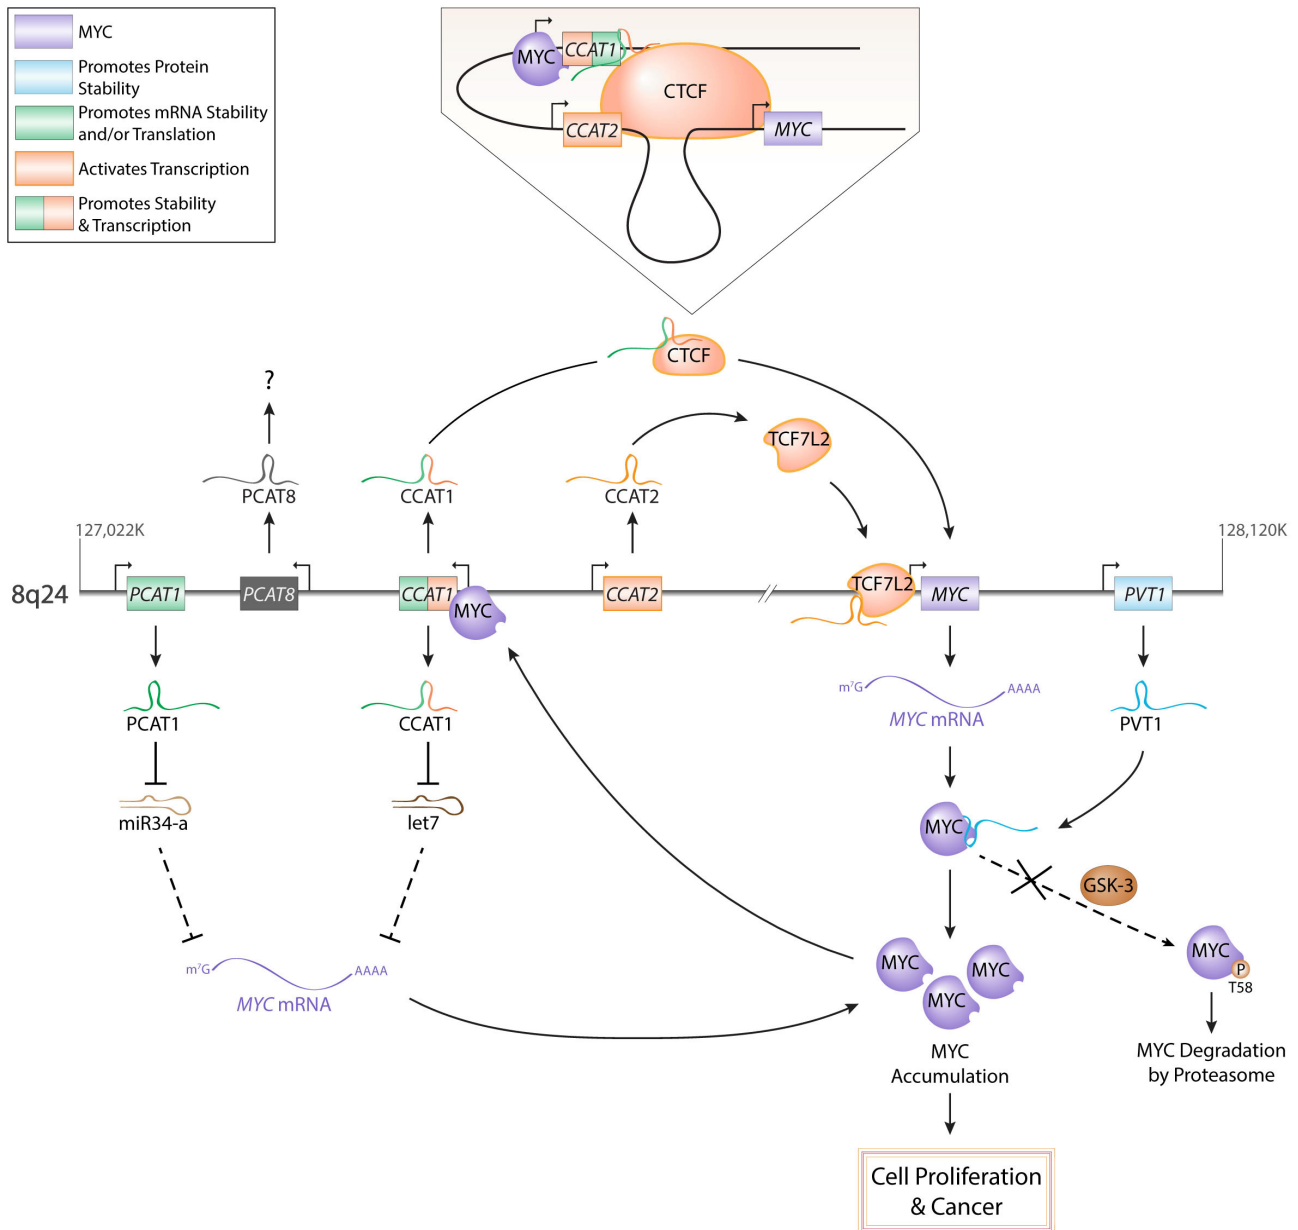 MYC
Promotes Protein
Stability
Promotes mRNA Stability
and/or Translation
Activates Transcription
Promotes Stability
& Transcription
MYC
CCAT1
CTCF
CCAT2
MYC
CTCF
?
TCF7L2
PCAT8
CCAT1
CCAT2
127,022K
128,120K
8q24
PCAT1
PCAT8
CCAT1
MYC
CCAT2
TCF7L2
MYC
PVT1
m⁷G
AAAA
MYC mRNA
PCAT1
CCAT1
PVT1
miR34-a
let7
MYC
GSK-3
m⁷G
AAAA
MYC mRNA
MYC
MYC
MYC
MYC
P
T58
MYC
Accumulation
MYC Degradation
by Proteasome
Cell Proliferation
& Cancer